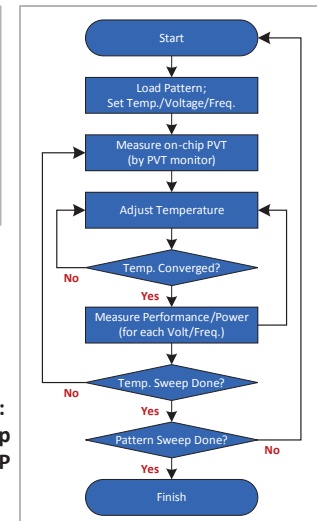 Start
Load Pattern;
Set Temp./Voltage/Freq.
Measure on-chip PVT
(by PVT monitor)
Adjust Temperature
Temp. Converged?
No
Yes
Measure Performance/Power
(for each Volt/Freq.)
Temp. Sweep Done?
No
Yes
:
p
P
Pattern Sweep Done?
No
Yes
Finish